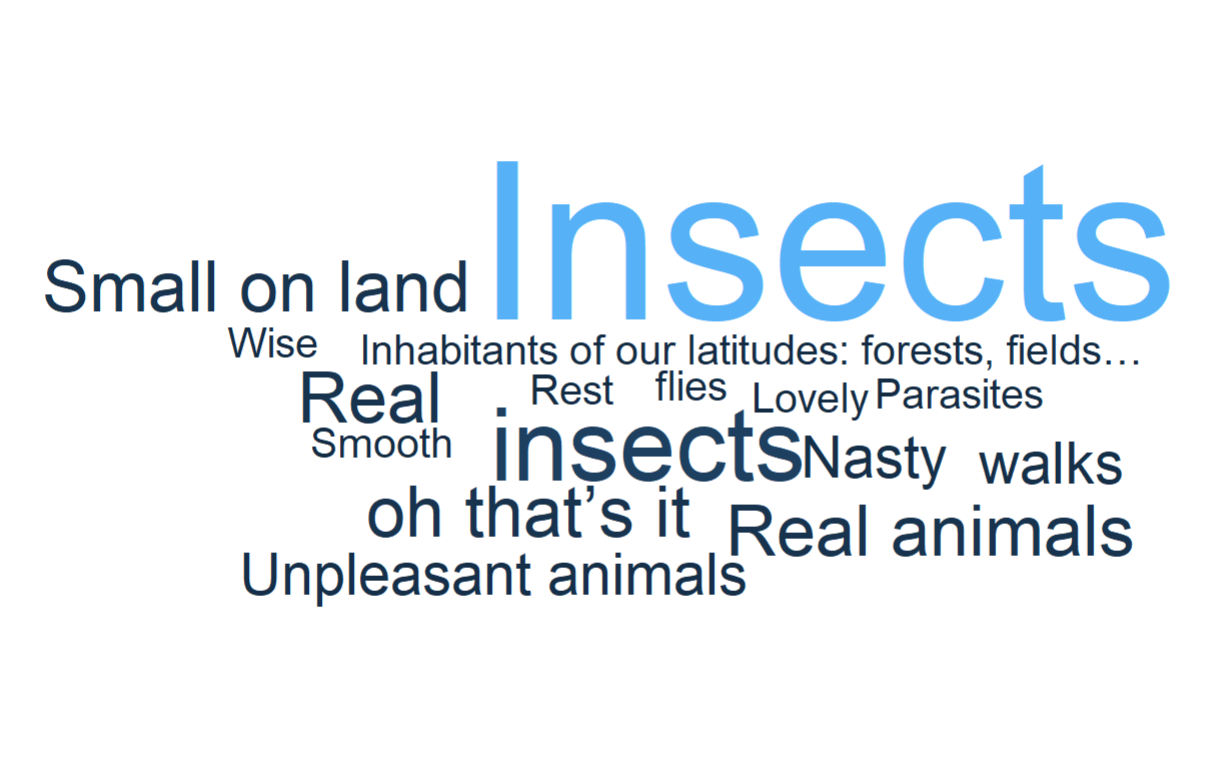 Insects
Small on land
Wise
Inhabitants of our latitudes: forests, fields…
Real
Rest
flies
Lovely
Parasites
Smooth
insects
Nasty
walks
oh that’s it
Real animals
Unpleasant animals